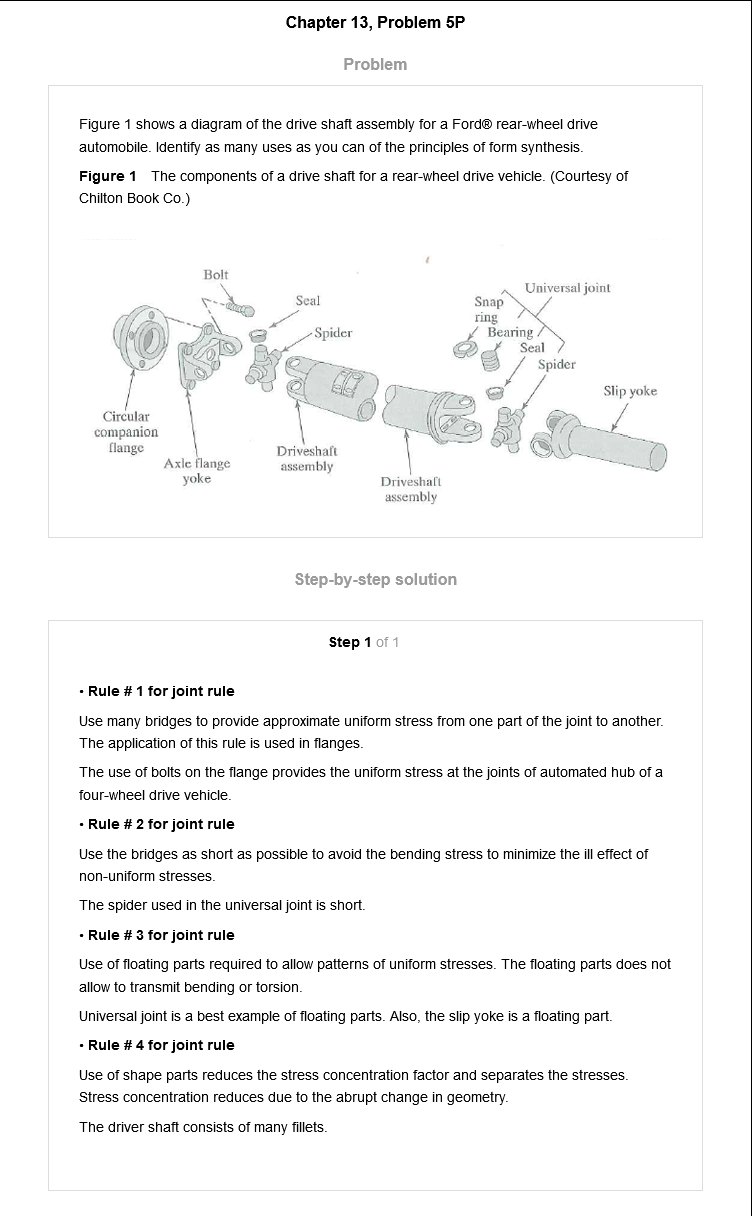 Chapter 13, Problem 5P
Problem
Figure 1 shows a diagram of the drive shaft assembly for a Ford® rear-wheel drive
automobile. Identify as many uses as you can of the principles of form synthesis.
Figure 1 The components of a drive shaft for a rear-wheel drive vehicle. (Courtesy of
Chilton Book Co.)
Bolt
Seal
Spider
Universal joint
Snap
ring
Bearing
Seal
Spider
Slip yoke
Circular
companion
flange
Axle flange
yoke
Driveshaft
assembly
Driveshaft
assembly
Step-by-step solution
Step 1 of 1
• Rule # 1 for joint rule
Use many bridges to provide approximate uniform stress from one part of the joint to another.
The application of this rule is used in flanges.
The use of bolts on the flange provides the uniform stress at the joints of automated hub of a
four-wheel drive vehicle.
• Rule # 2 for joint rule
Use the bridges as short as possible to avoid the bending stress to minimize the ill effect of
non-uniform stresses.
The spider used in the universal joint is short.
• Rule # 3 for joint rule
Use of floating parts required to allow patterns of uniform stresses. The floating parts does not
allow to transmit bending or torsion.
Universal joint is a best example of floating parts. Also, the slip yoke is a floating part.
• Rule # 4 for joint rule
Use of shape parts reduces the stress concentration factor and separates the stresses.
Stress concentration reduces due to the abrupt change in geometry.
The driver shaft consists of many fillets.